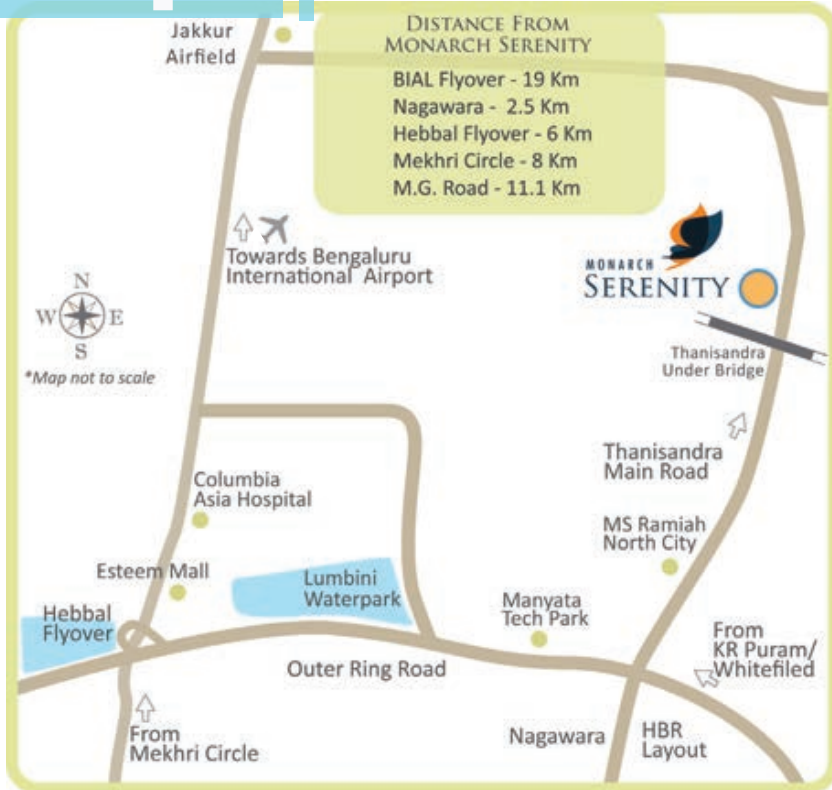 Jakkur
Airfield
DISTANCE FROM
MONARCH SERENITY
BIAL Flyover - 19 Km
Nagawara - 2.5 Km
Hebbal Flyover - 6 Km
Mekhri Circle - 8 Km
M.G. Road - 11.1 Km
Towards Bengaluru
International Airport
MONARCH
SERENITY
N
W E
S
*Map not to scale
Thanisandra
Under Bridge
Thanisandra
Main Road
Columbia
Asia Hospital
MS Ramiah
North City
Esteem Mall
Lumbini
Waterpark
Manyata
Tech Park
Hebbal
Flyover
From
KR Puram/
Whitefiled
Outer Ring Road
From
Mekhri Circle
Nagawara
HBR
Layout